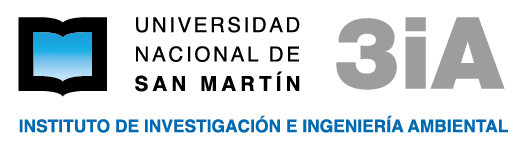 UNIVERSIDAD
NACIONAL DE
SAN MARTÍN
3iA
INSTITUTO DE INVESTIGACIÓN E INGENIERÍA AMBIENTAL